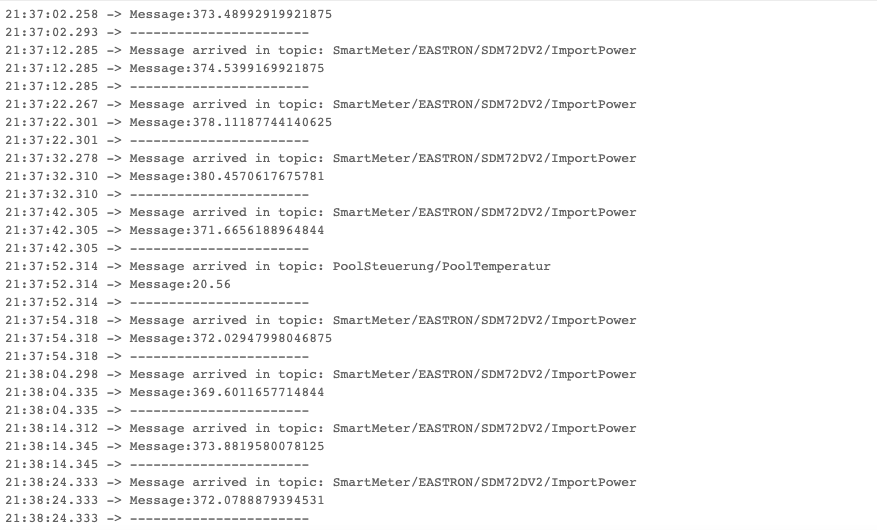 21:37:02.258 -> Message:373.48992919921875
21:37:02.293 -> -----------------------
21:37:12.285 -> Message arrived in topic: SmartMeter/EASTRON/SDM72DV2/ImportPower
21:37:12.285 -> Message:374.5399169921875
21:37:12.285 -> -----------------------
21:37:22.267 -> Message arrived in topic: SmartMeter/EASTRON/SDM72DV2/ImportPower
21:37:22.301 -> Message:378.11187744140625
21:37:22.301 -> -----------------------
21:37:32.278 -> Message arrived in topic: SmartMeter/EASTRON/SDM72DV2/ImportPower
21:37:32.310 -> Message:380.4570617675781
21:37:32.310 -> -----------------------
21:37:42.305 -> Message arrived in topic: SmartMeter/EASTRON/SDM72DV2/ImportPower
21:37:42.305 -> Message:371.6656188964844
21:37:42.305 -> -----------------------
21:37:52.314 -> Message arrived in topic: PoolSteuerung/PoolTemperatur
21:37:52.314 -> Message:20.56
21:37:52.314 -> -----------------------
21:37:54.318 -> Message arrived in topic: SmartMeter/EASTRON/SDM72DV2/ImportPower
21:37:54.318 -> Message:372.02947998046875
21:37:54.318 -> -----------------------
21:38:04.298 -> Message arrived in topic: SmartMeter/EASTRON/SDM72DV2/ImportPower
21:38:04.335 -> Message:369.6011657714844
21:38:04.335 -> -----------------------
21:38:14.312 -> Message arrived in topic: SmartMeter/EASTRON/SDM72DV2/ImportPower
21:38:14.345 -> Message:373.8819580078125
21:38:14.345 -> -----------------------
21:38:24.333 -> Message arrived in topic: SmartMeter/EASTRON/SDM72DV2/ImportPower
21:38:24.333 -> Message:372.0788879394531
21:38:24.333 -> -----------------------